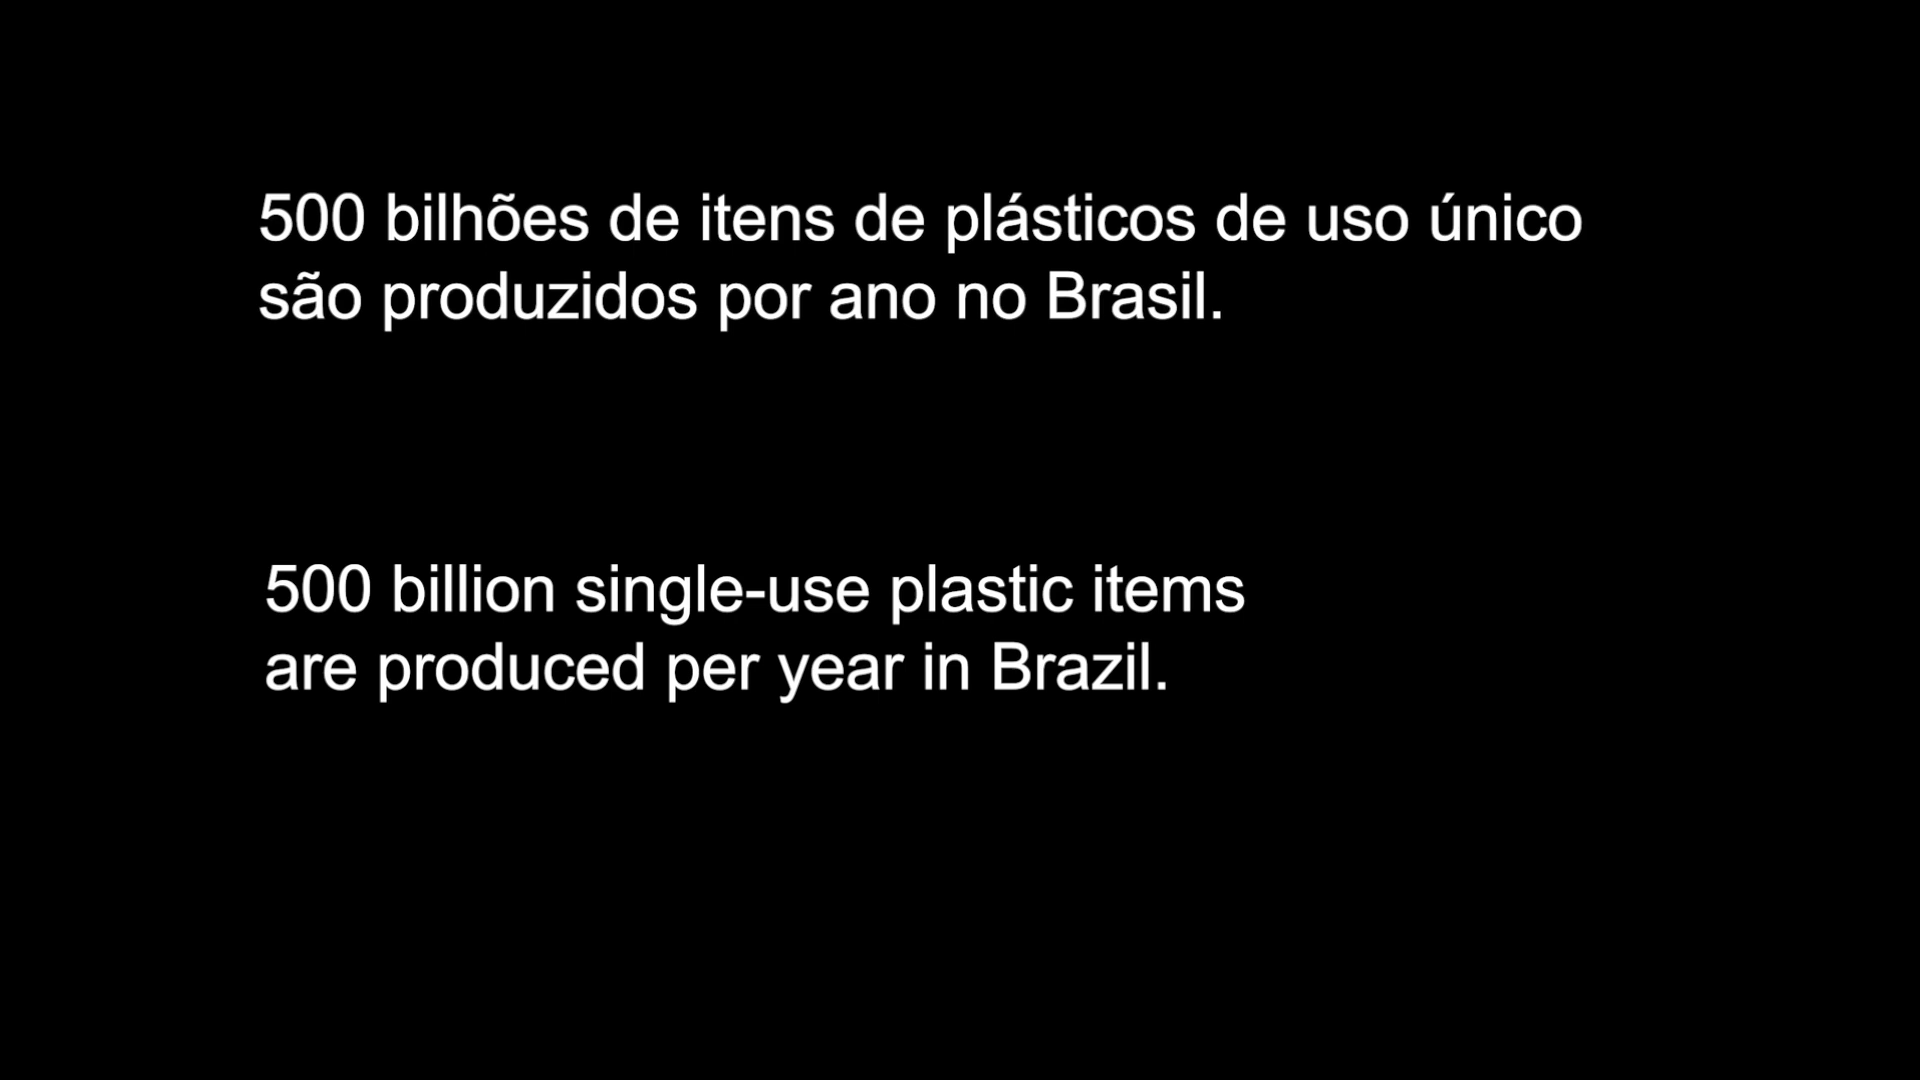 500 bilhões de itens de plásticos de uso único
são produzidos por ano no Brasil.
500 billion single-use plastic items
are produced per year in Brazil.